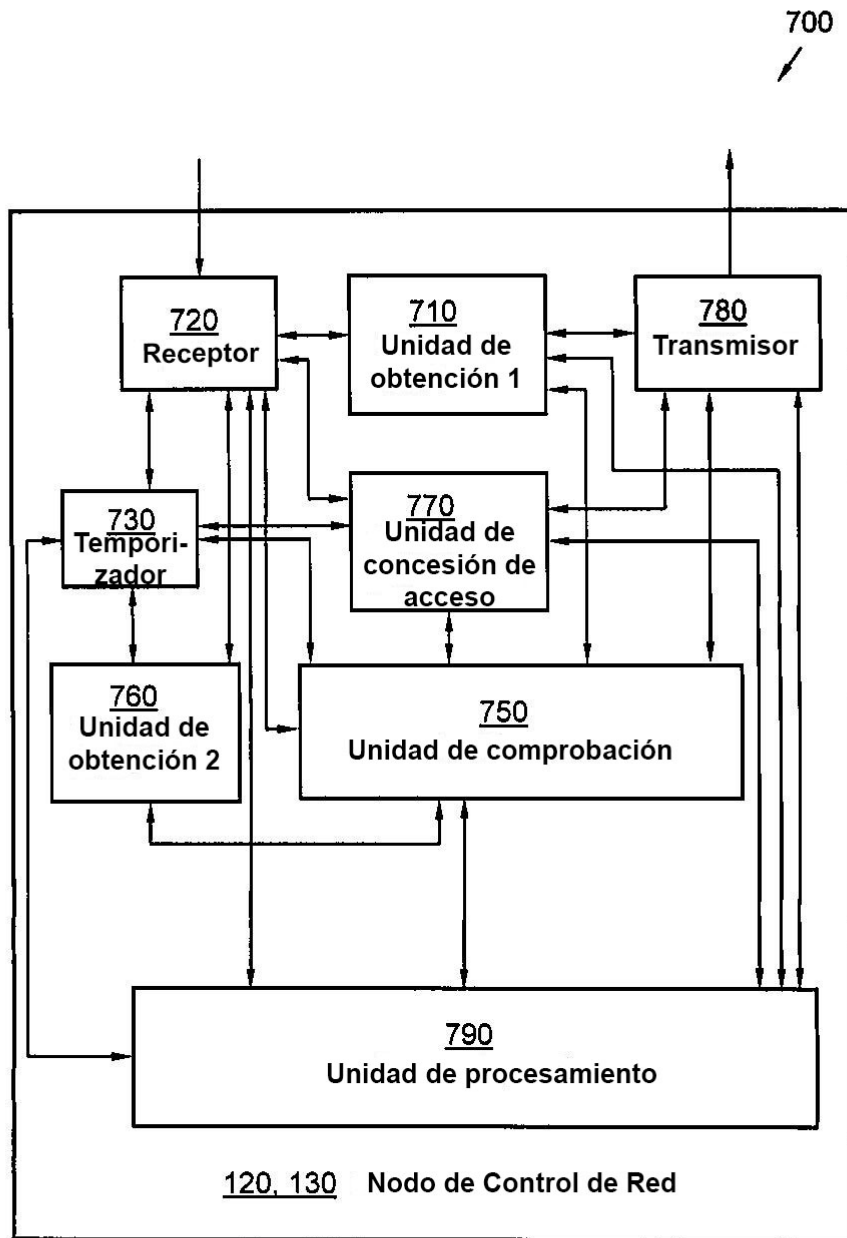 700
720
Receptor
710
Unidad de
obtención 1
780
Transmisor
730
Tempori-
zador
770
Unidad de
concesión de
acceso
760
Unidad de
obtención 2
750
Unidad de comprobación
790
Unidad de procesamiento
120, 130 Nodo de Control de Red